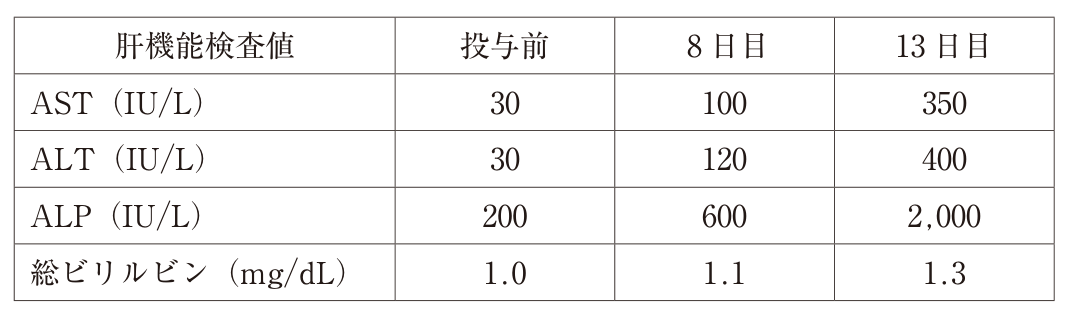 肝機能検査値 投与前 8日目 13日目
AST（IU/L） 30 100 350
ALT（IU/L） 30 120 400
ALP（IU/L） 200 600 2,000
総ビリルビン（mg/dL） 1.0 1.1 1.3